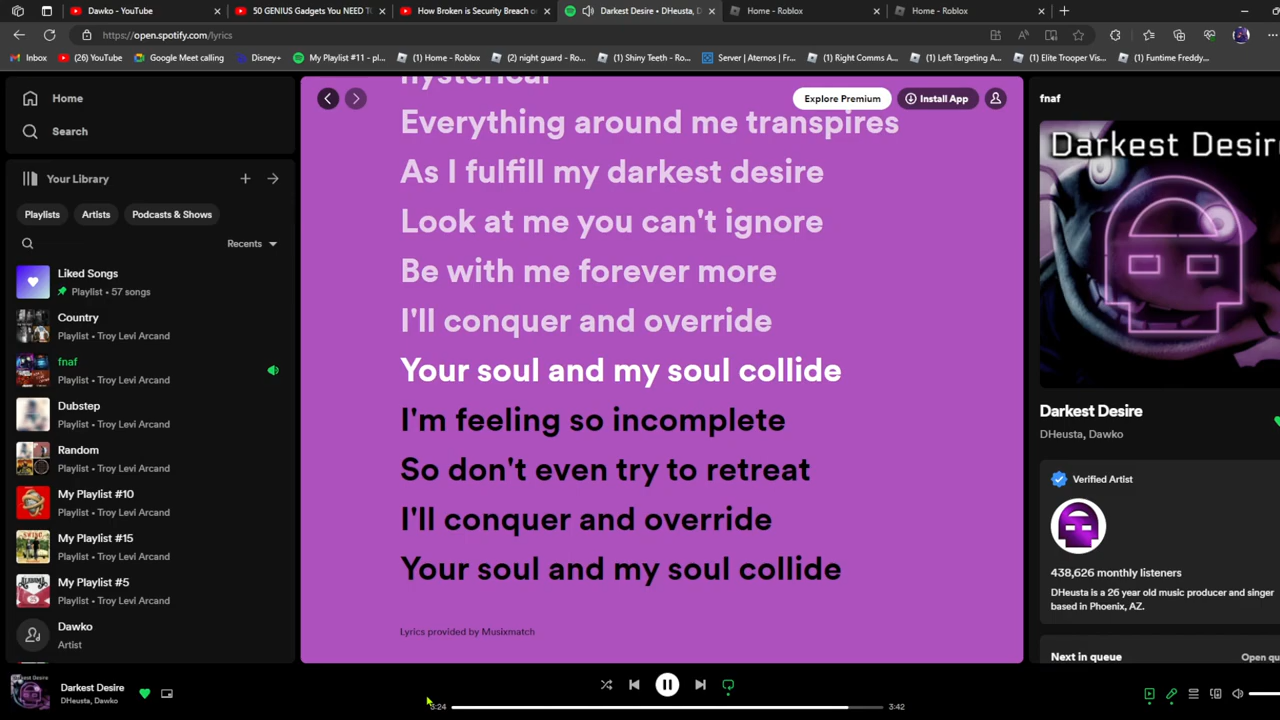 Dawko - YouTube
50 GENIUS Gadgets You NEED T
How Broken is Security Breach o
Darkest Desire • DHeusta, D
Home - Roblox
Home - Roblox
https://open.spotify.com/lyrics
Inbox
(26) YouTube
Google Meet calling
Disney+
My Playlist #11 - pl...
(1) Home - Roblox
(2) night guard - Ro...
(1) Shiny Teeth - Ro...
Server | Aternos | Fr...
(1) Right Comms A...
(1) Left Targeting A...
(1) Elite Trooper Vis...
(1) Funtime Freddy...
Home
Search
Your Library
Playlists
Artists
Podcasts & Shows
Recents
Liked Songs
Playlist • 57 songs
Country
Playlist • Troy Levi Arcand
fnaf
Playlist • Troy Levi Arcand
Dubstep
Playlist • Troy Levi Arcand
Random
Playlist • Troy Levi Arcand
My Playlist #10
Playlist • Troy Levi Arcand
My Playlist #15
Playlist • Troy Levi Arcand
My Playlist #5
Playlist • Troy Levi Arcand
Dawko
Artist
Explore Premium
Install App
hysterical
Everything around me transpires
As I fulfill my darkest desire
Look at me you can't ignore
Be with me forever more
I'll conquer and override
Your soul and my soul collide
I'm feeling so incomplete
So don't even try to retreat
I'll conquer and override
Your soul and my soul collide
Lyrics provided by Musixmatch
fnaf
Darkest Desire
Darkest Desire
DHeusta, Dawko
Verified Artist
438,626 monthly listeners
DHeusta is a 26 year old music producer and singer
based in Phoenix, AZ.
Next in queue
Open qu
Darkest Desire
DHeusta, Dawko
3:24
3:42